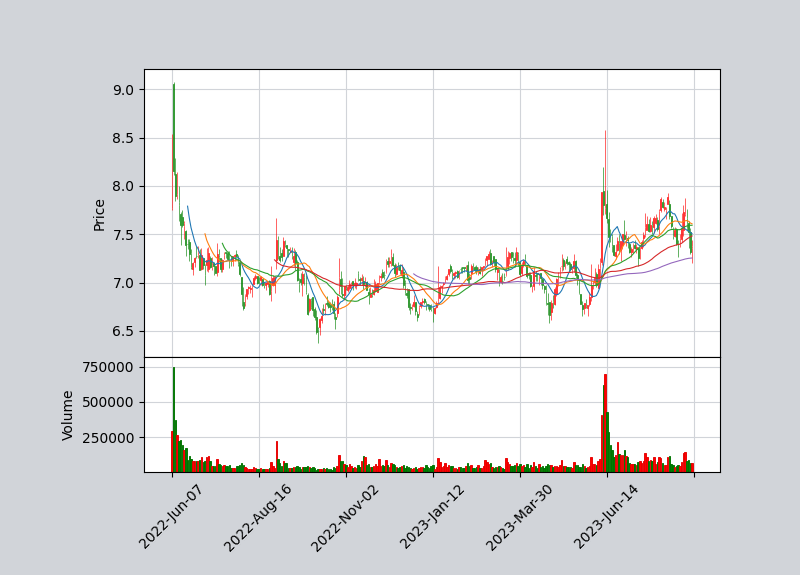 9.0
8.5
8.0
7.5
7.0
6.5
Price
750000
500000
250000
Volume
2022-Jun-07
2022-Aug-16
2022-Nov-02
2023-Jan-12
2023-Mar-30
2023-Jun-14